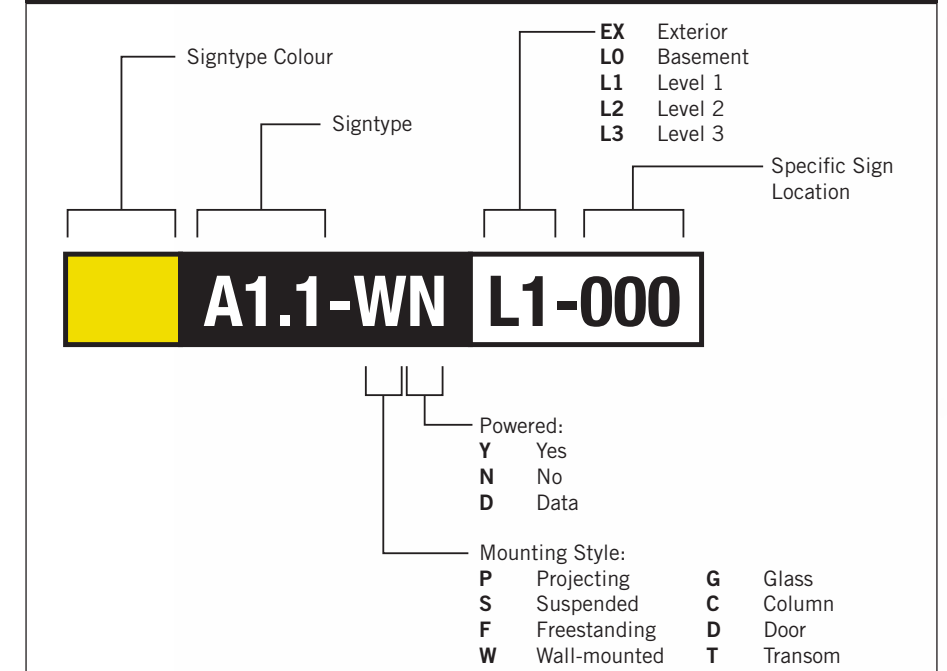 Signtype Colour
Signtype
EX Exterior
L0 Basement
L1 Level 1
L2 Level 2
L3 Level 3
Specific Sign
Location
A1.1-WN L1-000
Powered:
Y Yes
N No
D Data
Mounting Style:
P Projecting G Glass
S Suspended C Column
F Freestanding D Door
W Wall-mounted T Transom